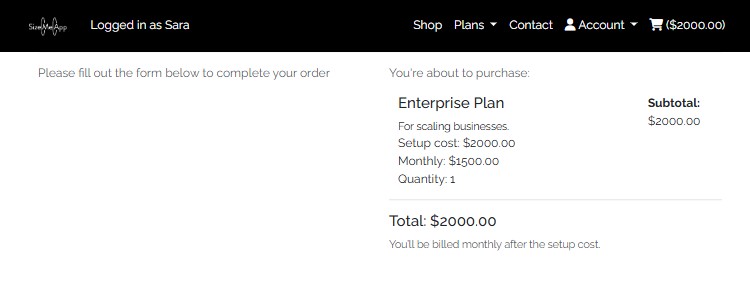 SizeMeApp
Logged in as Sara
Shop
Plans
Contact
Account
($2000.00)
Please fill out the form below to complete your order
You're about to purchase:
Enterprise Plan
For scaling businesses.
Setup cost: $2000.00
Monthly: $1500.00
Quantity: 1
Subtotal:
$2000.00
Total: $2000.00
You'll be billed monthly after the setup cost.